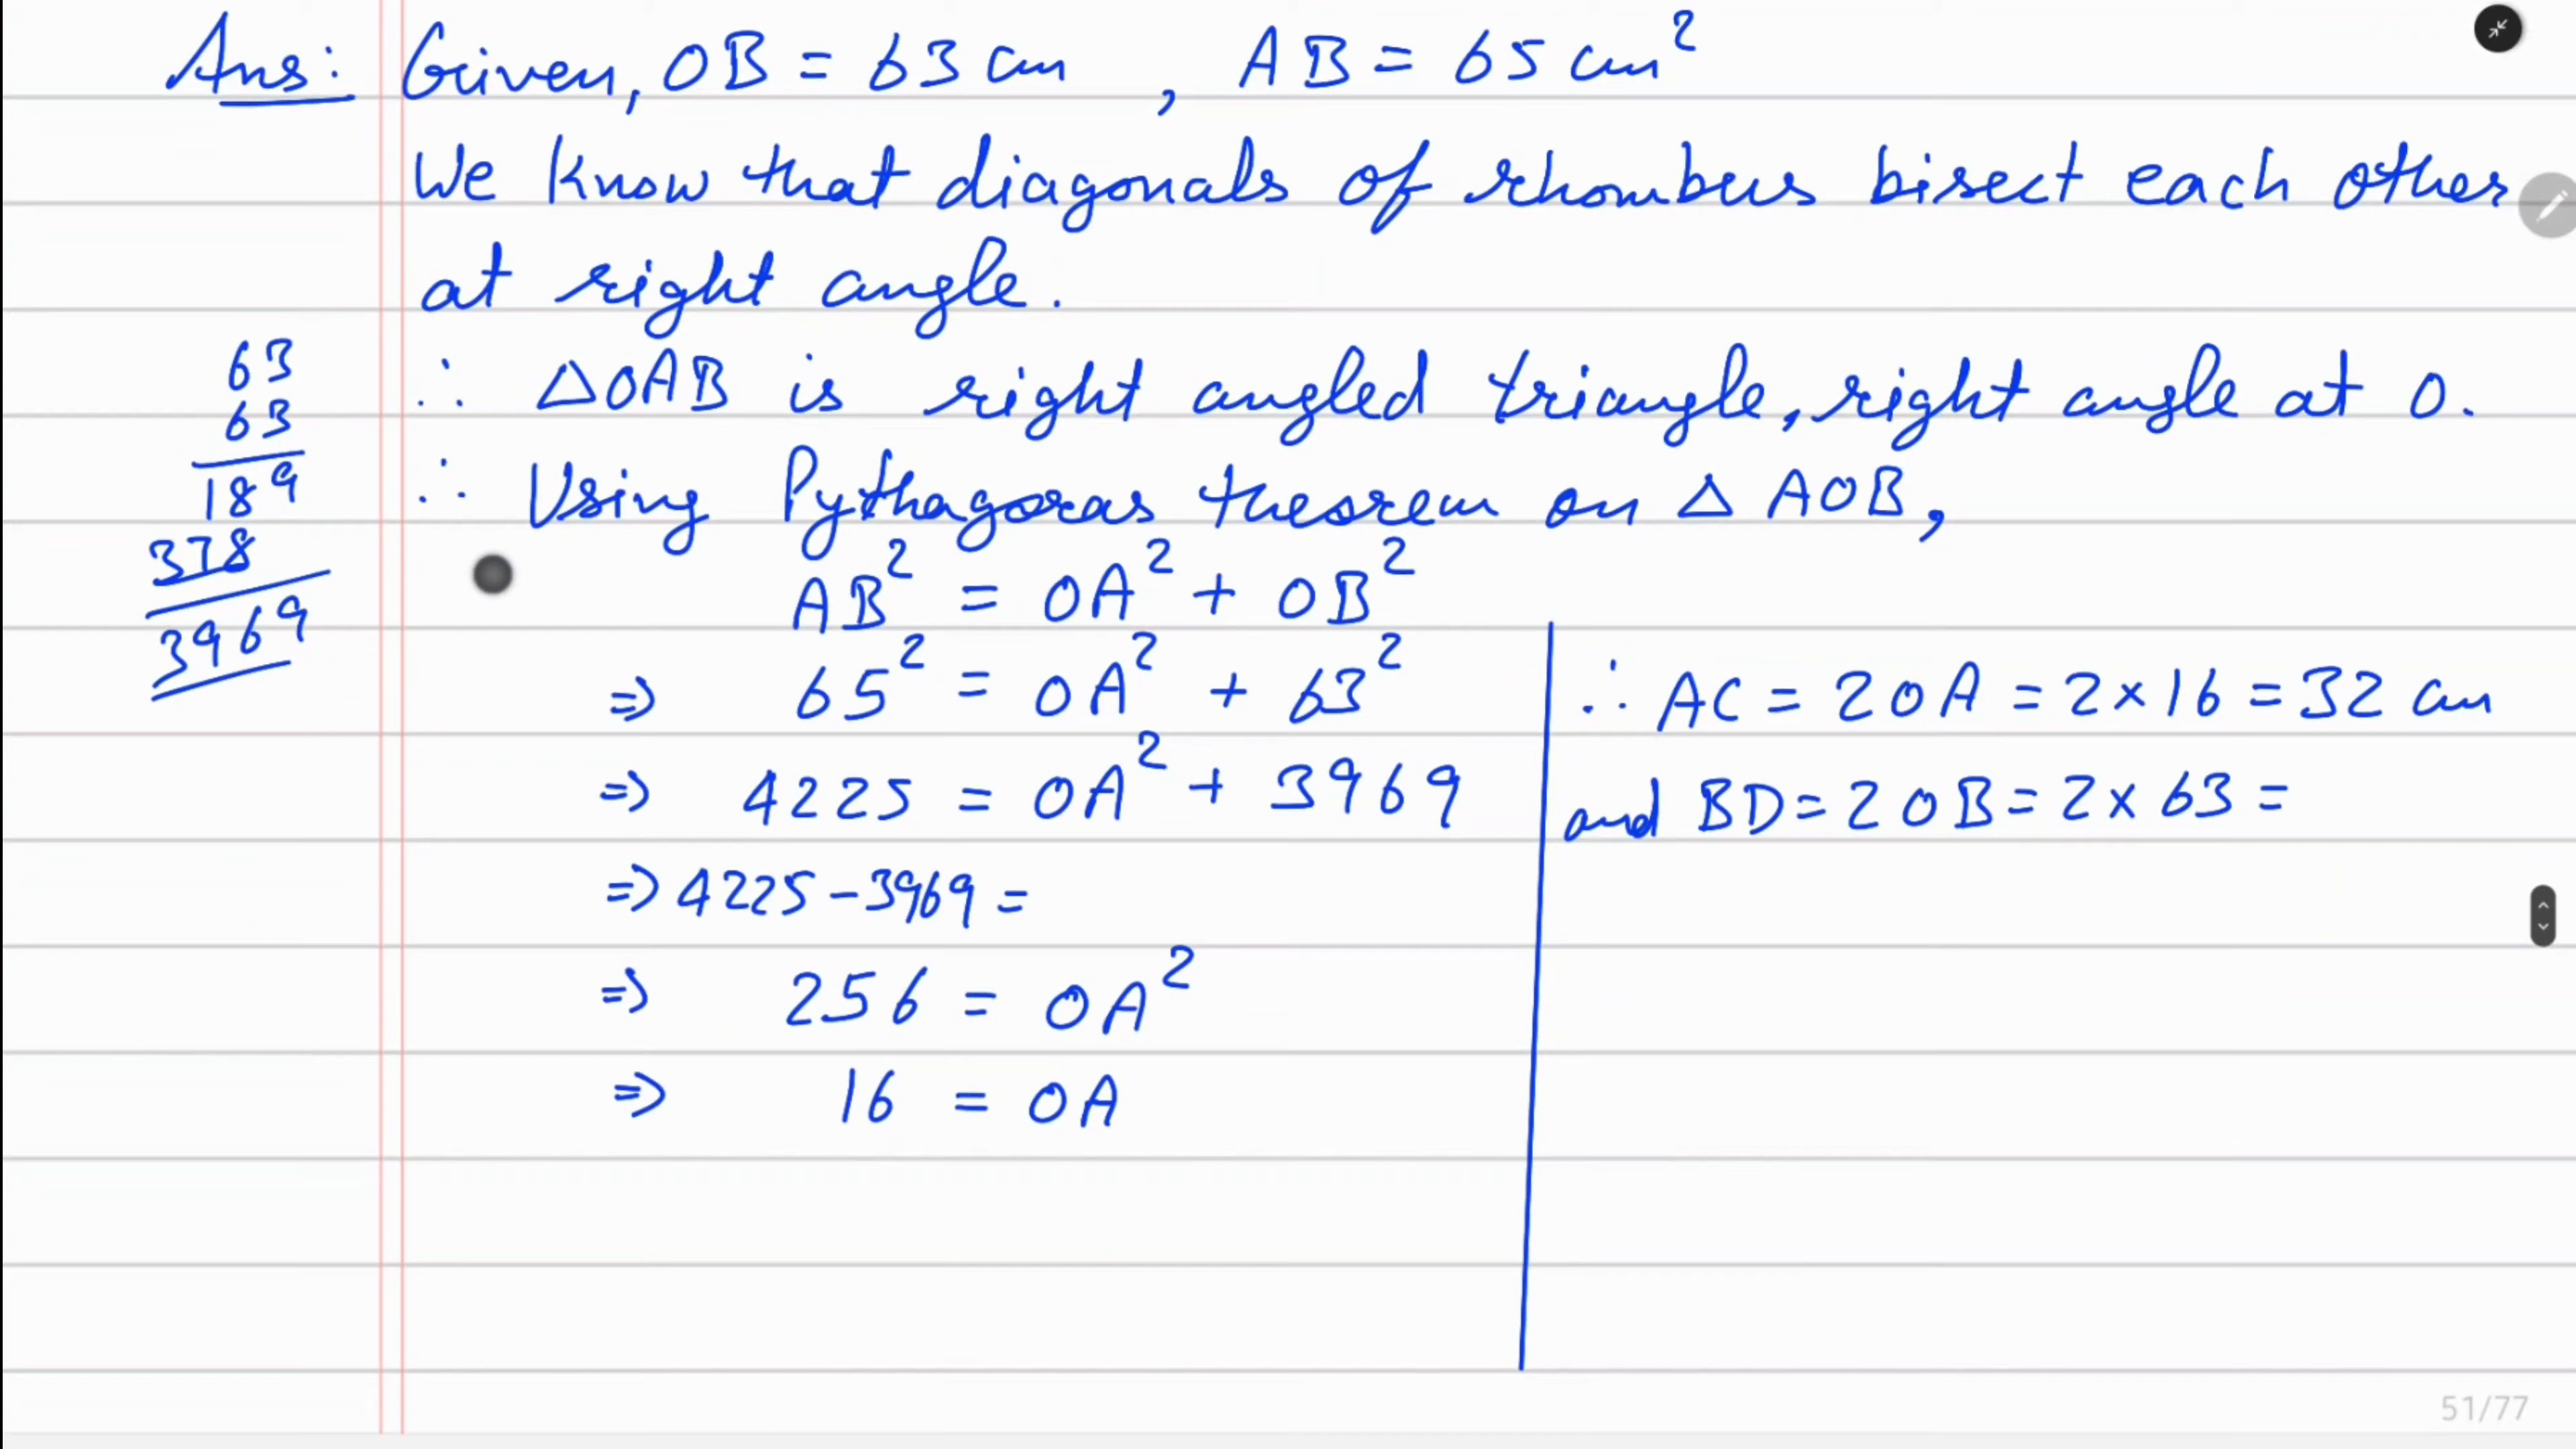 Ans: Given, OB = 63 cm , AB = 65 cm²
We know that diagonals of rhombus bisect each other
at right angle.
63
63
189
378
3969
∴ △OAB is right angled triangle, right angle at O.
∴ Using Pythagoras theorem on △ AOB,
AB² = OA² + OB²
⇒ 65² = OA² + 63²
⇒ 4225 = OA² + 3969
⇒ 4225 - 3969 =
⇒ 256 = OA²
⇒ 16 = OA
∴ AC = 2OA = 2 × 16 = 32 cm
and BD = 2OB = 2 × 63 =
51/77